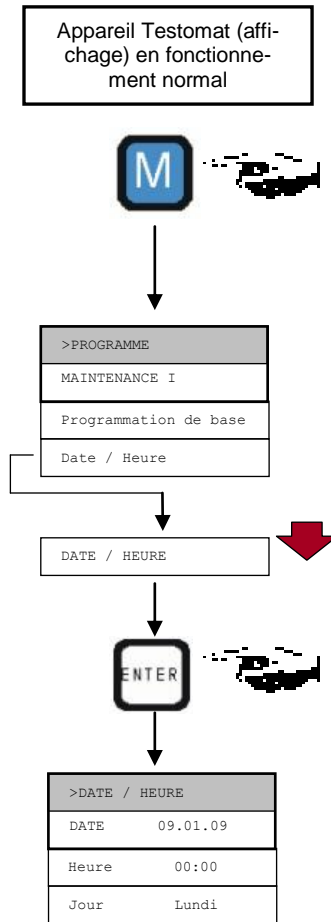 Appareil Testomat (affi-
chage) en fonctionne-
ment normal
M
>PROGRAMME
MAINTENANCE I
Programmation de base
Date / Heure
DATE / HEURE
ENTER
>DATE / HEURE
DATE 09.01.09
Heure 00:00
Jour Lundi